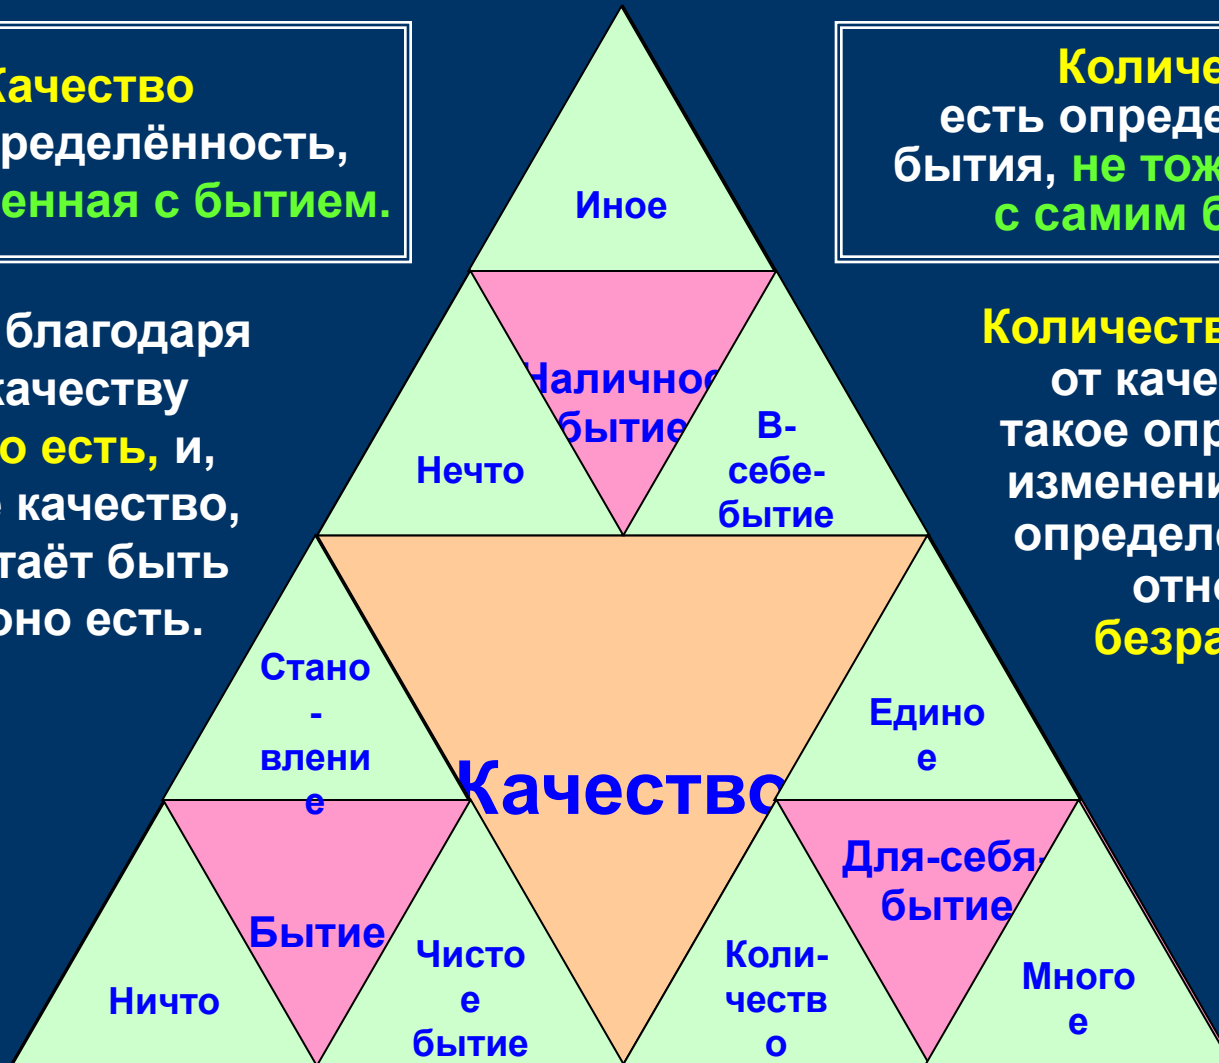 Качество
ределённость,
енная с бытием.
благодаря
качеству
о есть, и,
е качество,
таёт быть
оно есть.
Иное
Наличное
бытие
Нечто
В-
себе-
бытие
Стано
-
влени
е
Качество
Едино
е
Бытие
Ничто
Чисто
е
бытие
Для-себя-
бытие
Коли-
честв
о
Много
е
Количе
есть опреде
бытия, не тож
с самим б
Количеств
от каче
такое опр
изменени
определ
отн
безра